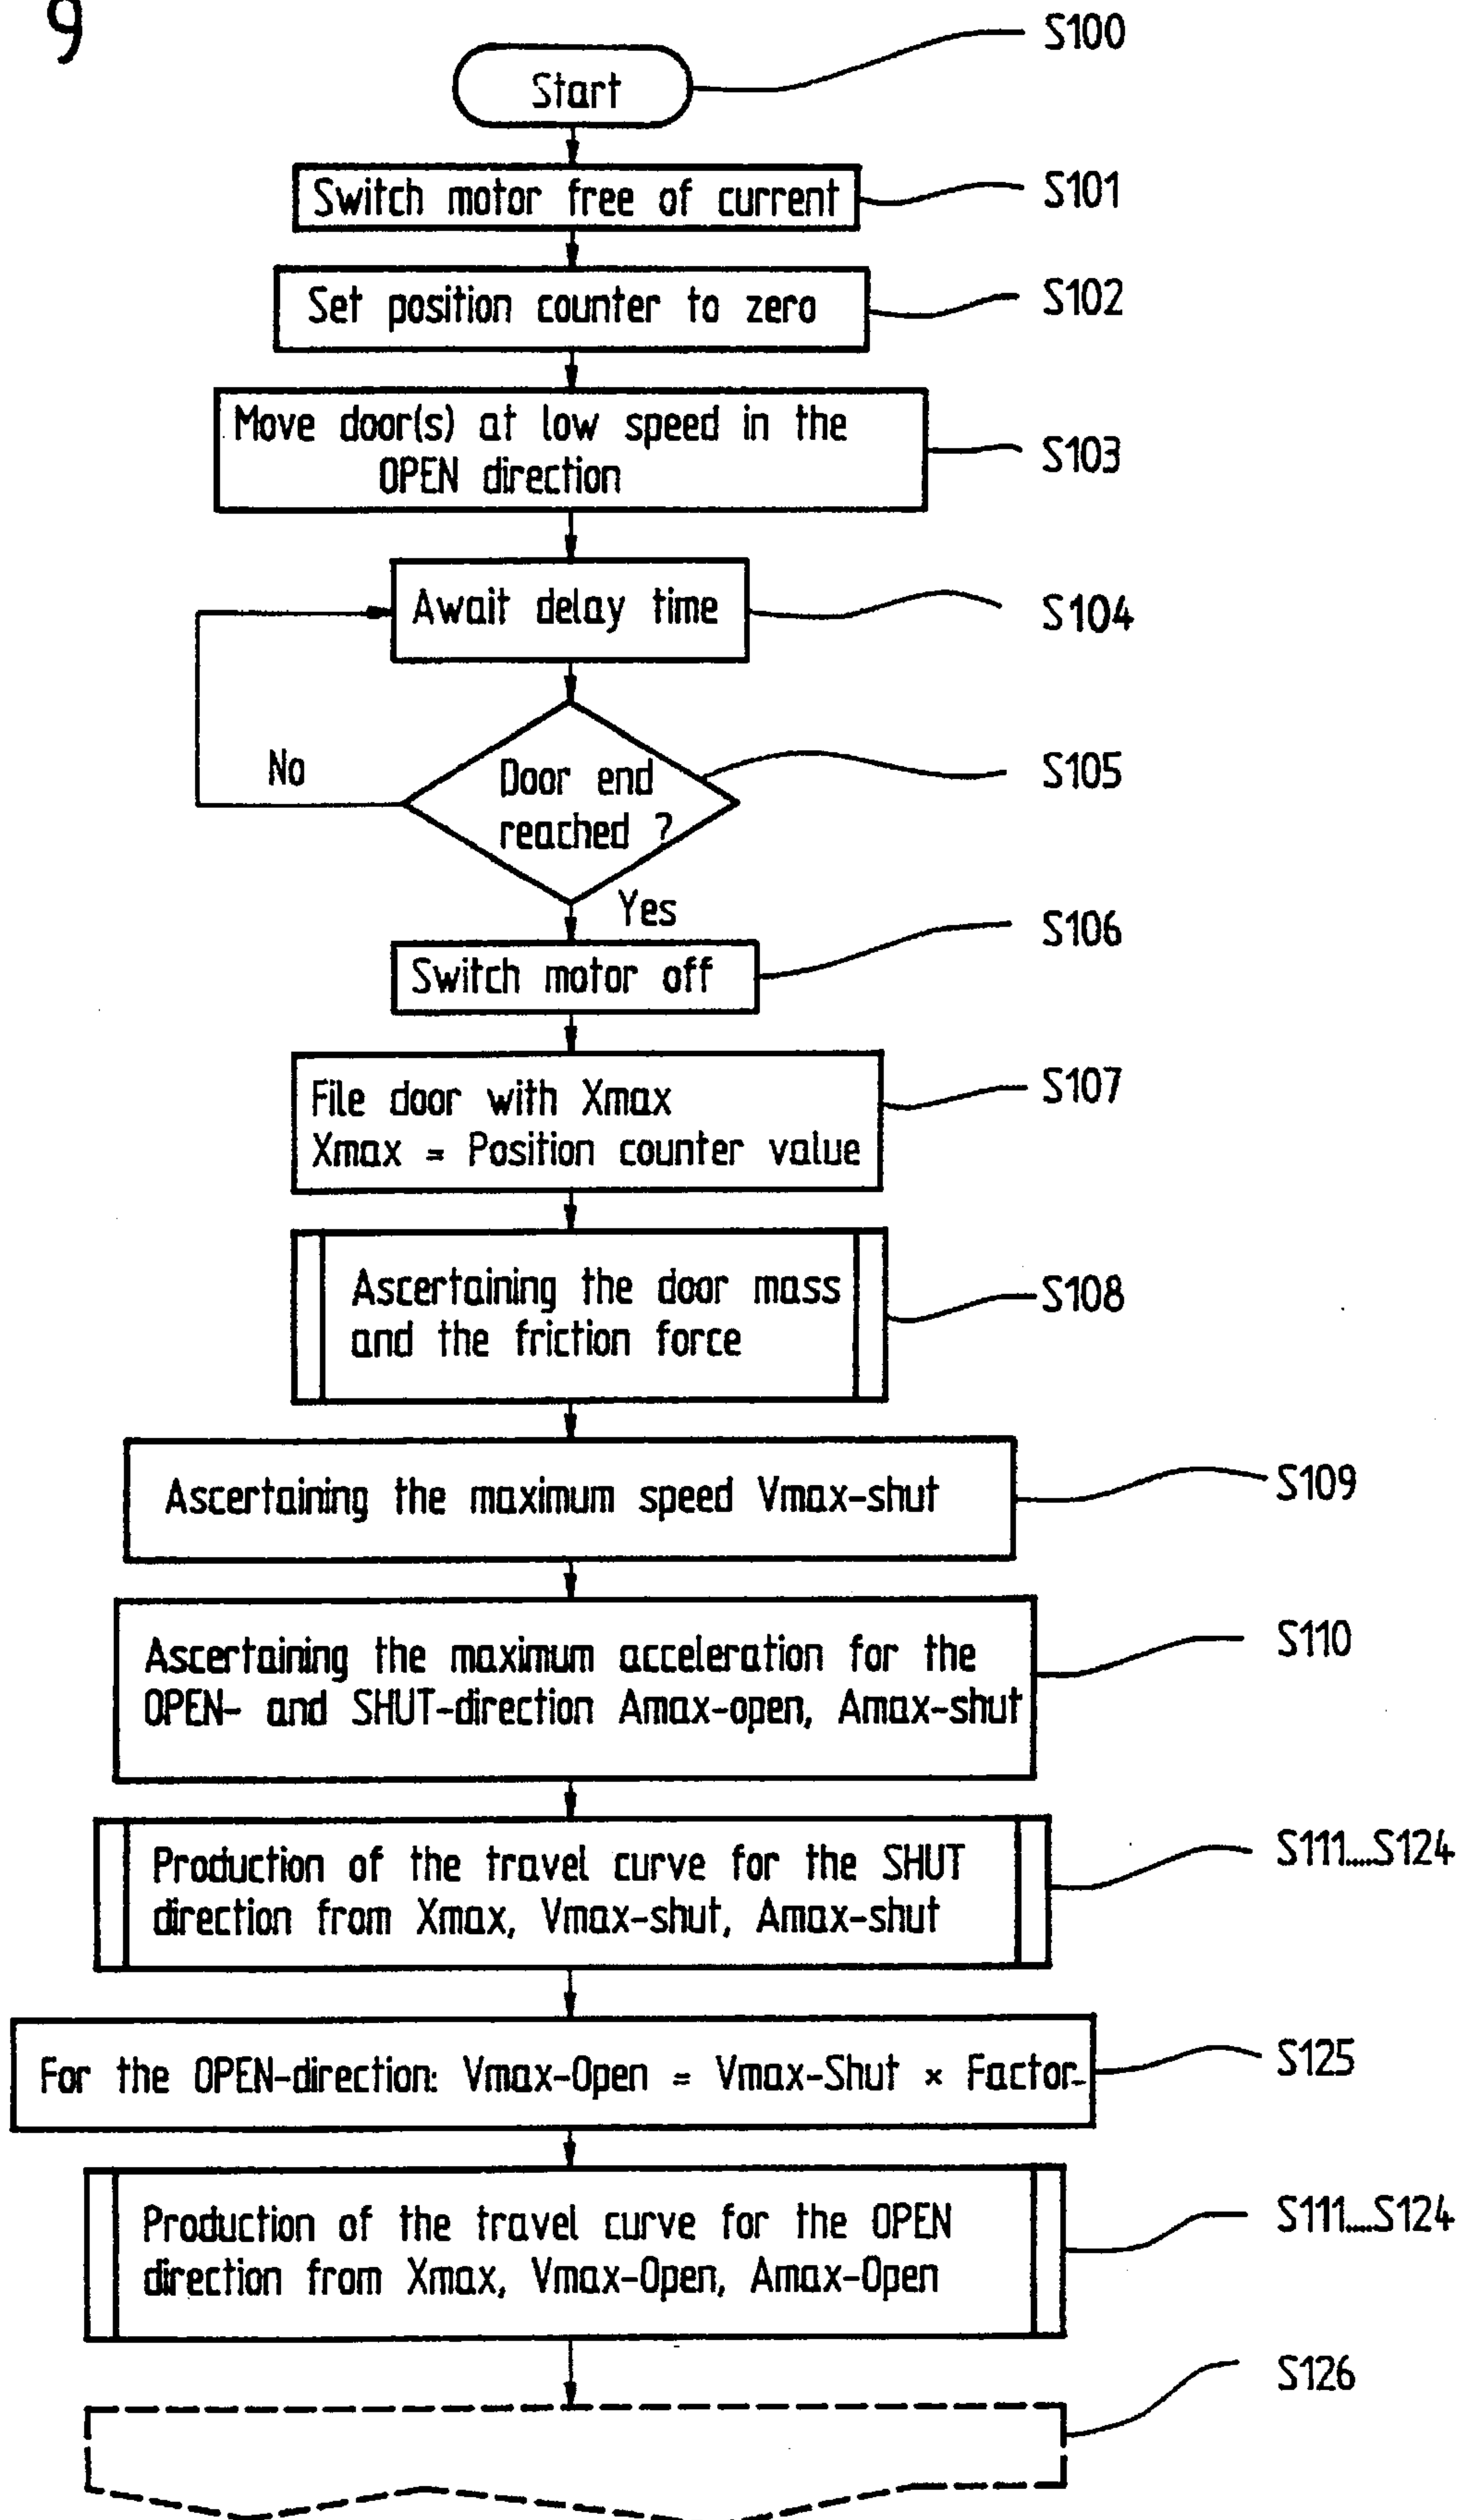 9
Start
S100
Switch motor free of current
S101
Set position counter to zero
S102
Move door(s) at low speed in the
OPEN direction
S103
Await delay time
S104
No
Door end
reached ?
S105
Yes
Switch motor off
S106
File door with Xmax
Xmax = Position counter value
S107
Ascertaining the door mass
and the friction force
S108
Ascertaining the maximum speed Vmax-shut
S109
Ascertaining the maximum acceleration for the
OPEN- and SHUT-direction Amax-open, Amax-shut
S110
Production of the travel curve for the SHUT
direction from Xmax, Vmax-shut, Amax-shut
S111.....S124
For the OPEN-direction: Vmax-Open = Vmax-Shut × Factor
S125
Production of the travel curve for the OPEN
direction from Xmax, Vmax-Open, Amax-Open
S111.....S124
S126